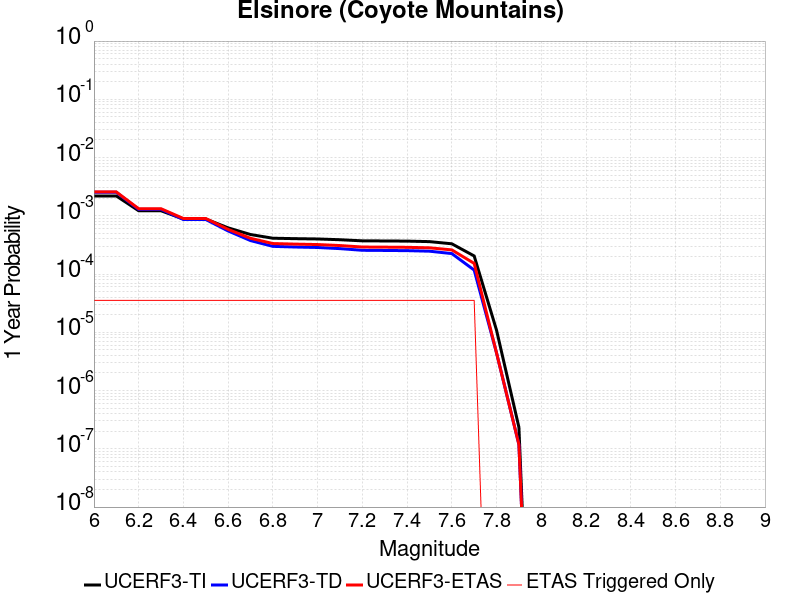 Elsinore (Coyote Mountains)
10^0
10^-1
10^-2
10^-3
10^-4
10^-5
10^-6
10^-7
10^-8
1 Year Probability
6 6.2 6.4 6.6 6.8 7 7.2 7.4 7.6 7.8 8 8.2 8.4 8.6 8.8 9
Magnitude
UCERF3-TI UCERF3-TD UCERF3-ETAS ETAS Triggered Only